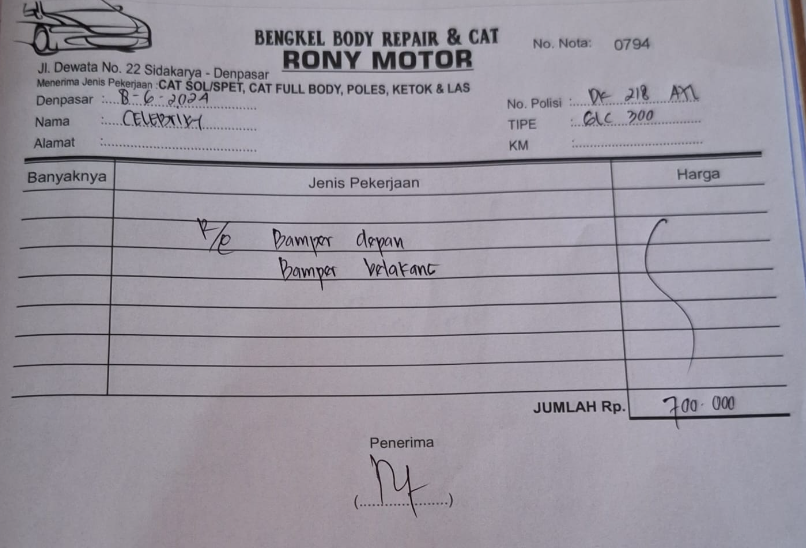 BENGKEL BODY REPAIR & CAT
RONY MOTOR
No. Nota: 0794
Jl. Dewata No. 22 Sidakarya - Denpasar
Menerima Jenis Pekerjaan : CAT SOL/SPET, CAT FULL BODY, POLES, KETOK & LAS
Denpasar : 8-6-2024
No. Polisi : DK 218 AXL
Nama : CELEBRITY
TIPE : GLC 300
Alamat :
KM :
Banyaknya Jenis Pekerjaan Harga
R/C Bamper depan
Bamper belakang
JUMLAH Rp. 700.000
Penerima
(....................)